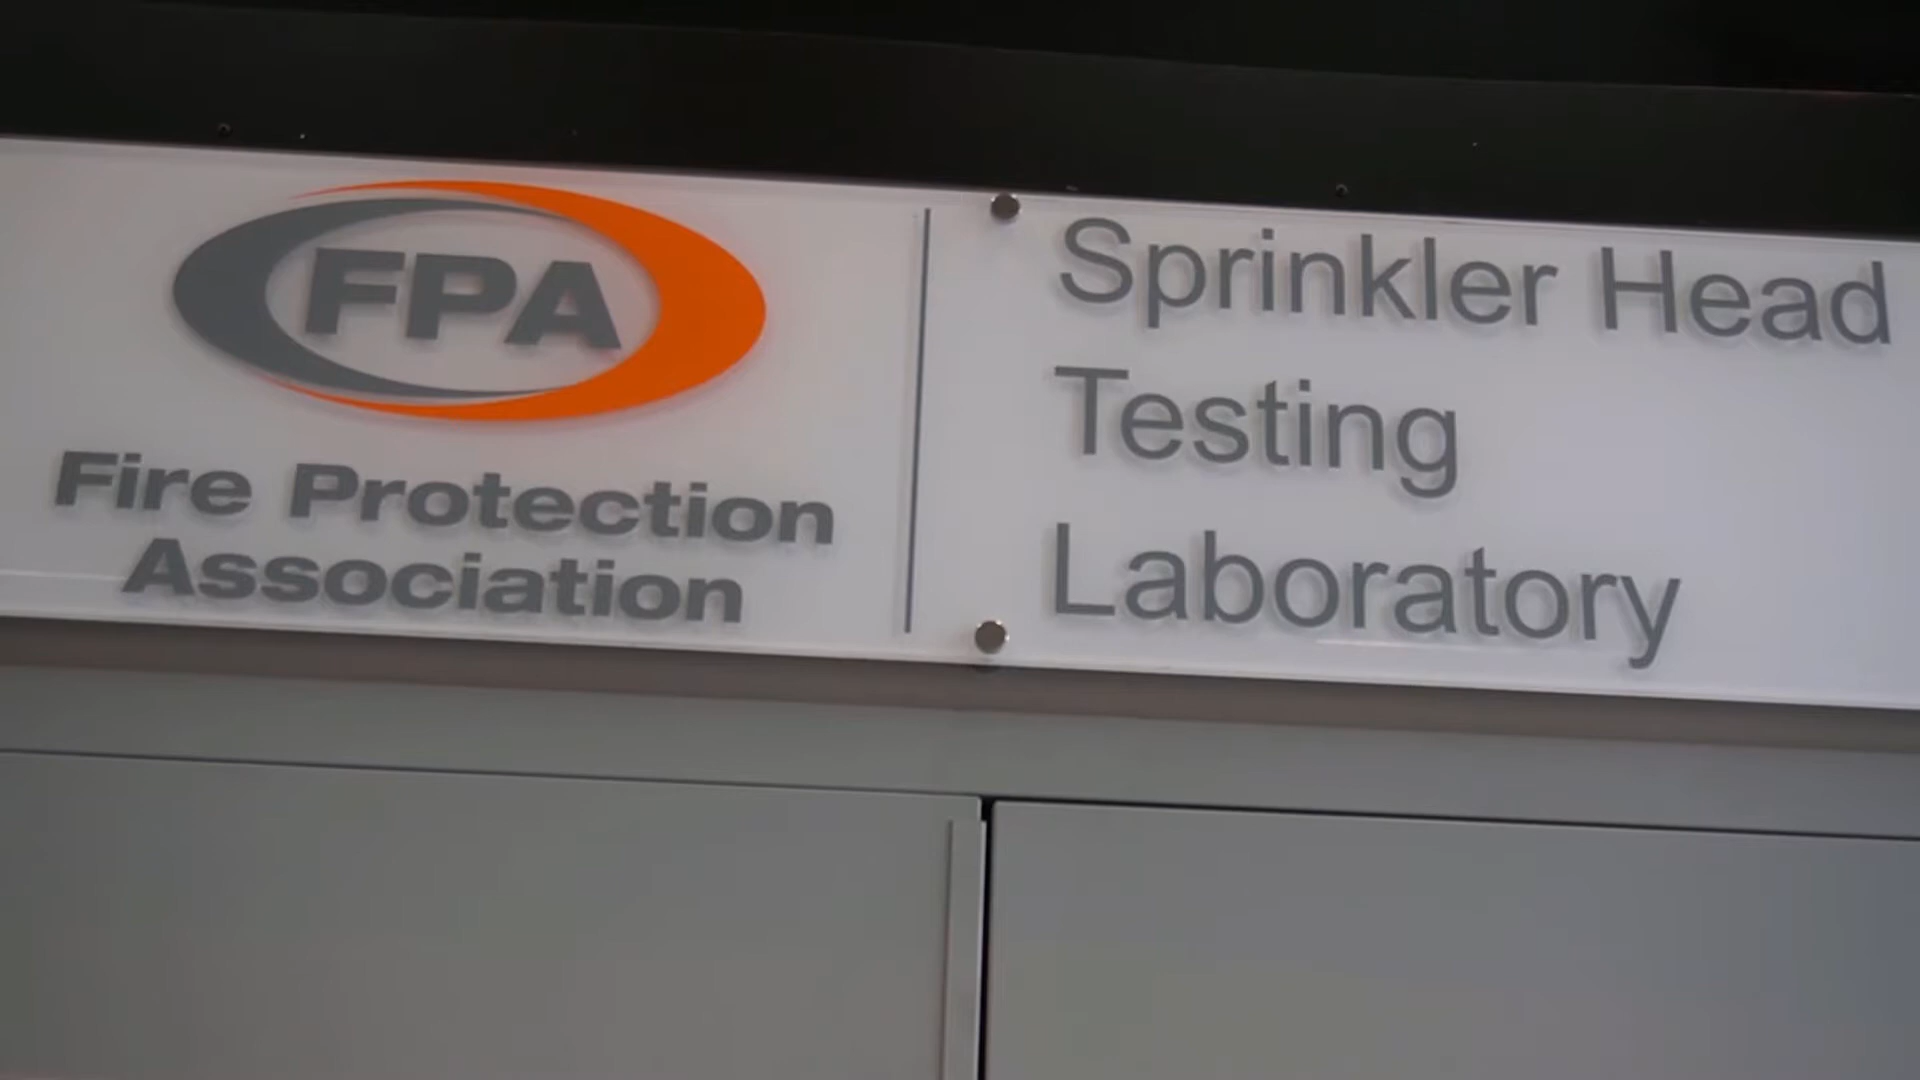 FPA
Fire Protection
Association
Sprinkler Head
Testing
Laboratory